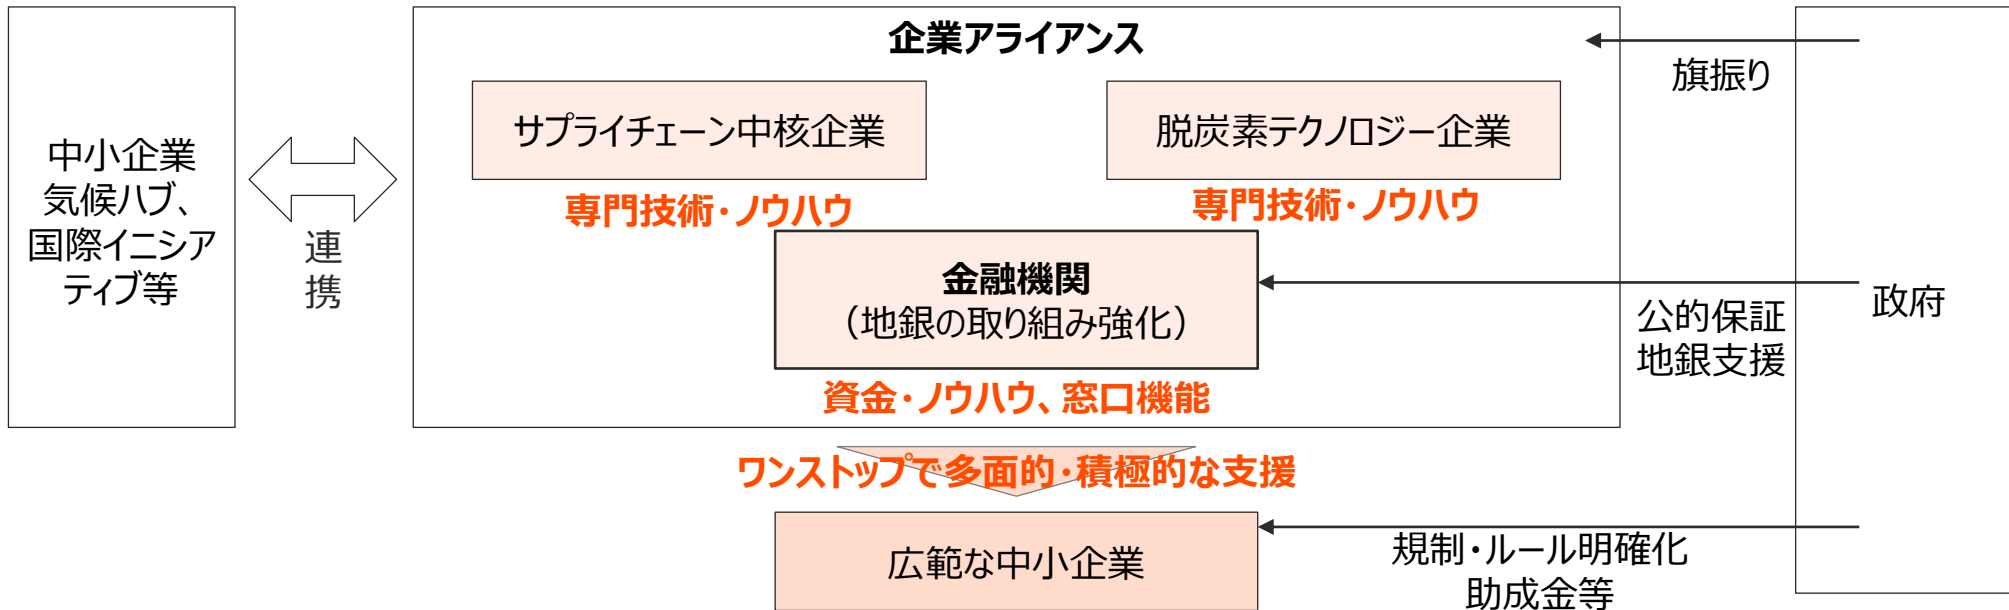 企業アライアンス
旗振り
サプライチェーン中核企業
脱炭素テクノロジー企業
専門技術・ノウハウ
専門技術・ノウハウ
中小企業
気候ハブ、
国際イニシア
ティブ等
連
携
金融機関
（地銀の取り組み強化）
資金・ノウハウ、窓口機能
公的保証
地銀支援
政府
ワンストップで多面的・積極的な支援
広範な中小企業
規制・ルール明確化
助成金等